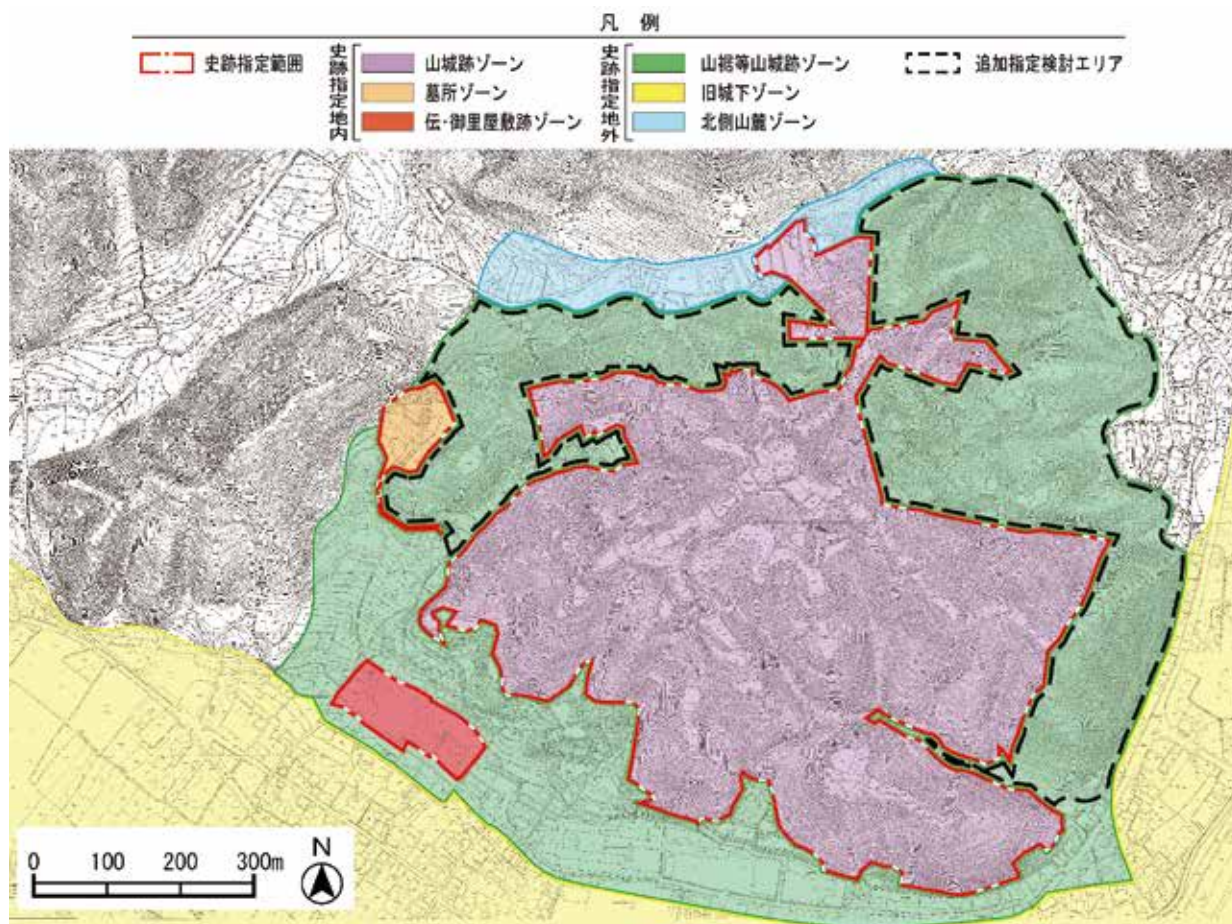 凡 例
史跡指定範囲
史跡指定地内
山城跡ゾーン
墓所ゾーン
伝・御里屋敷跡ゾーン
史跡指定地外
山裾等山城跡ゾーン
旧城下ゾーン
北側山麓ゾーン
追加指定検討エリア
0 100 200 300m
N